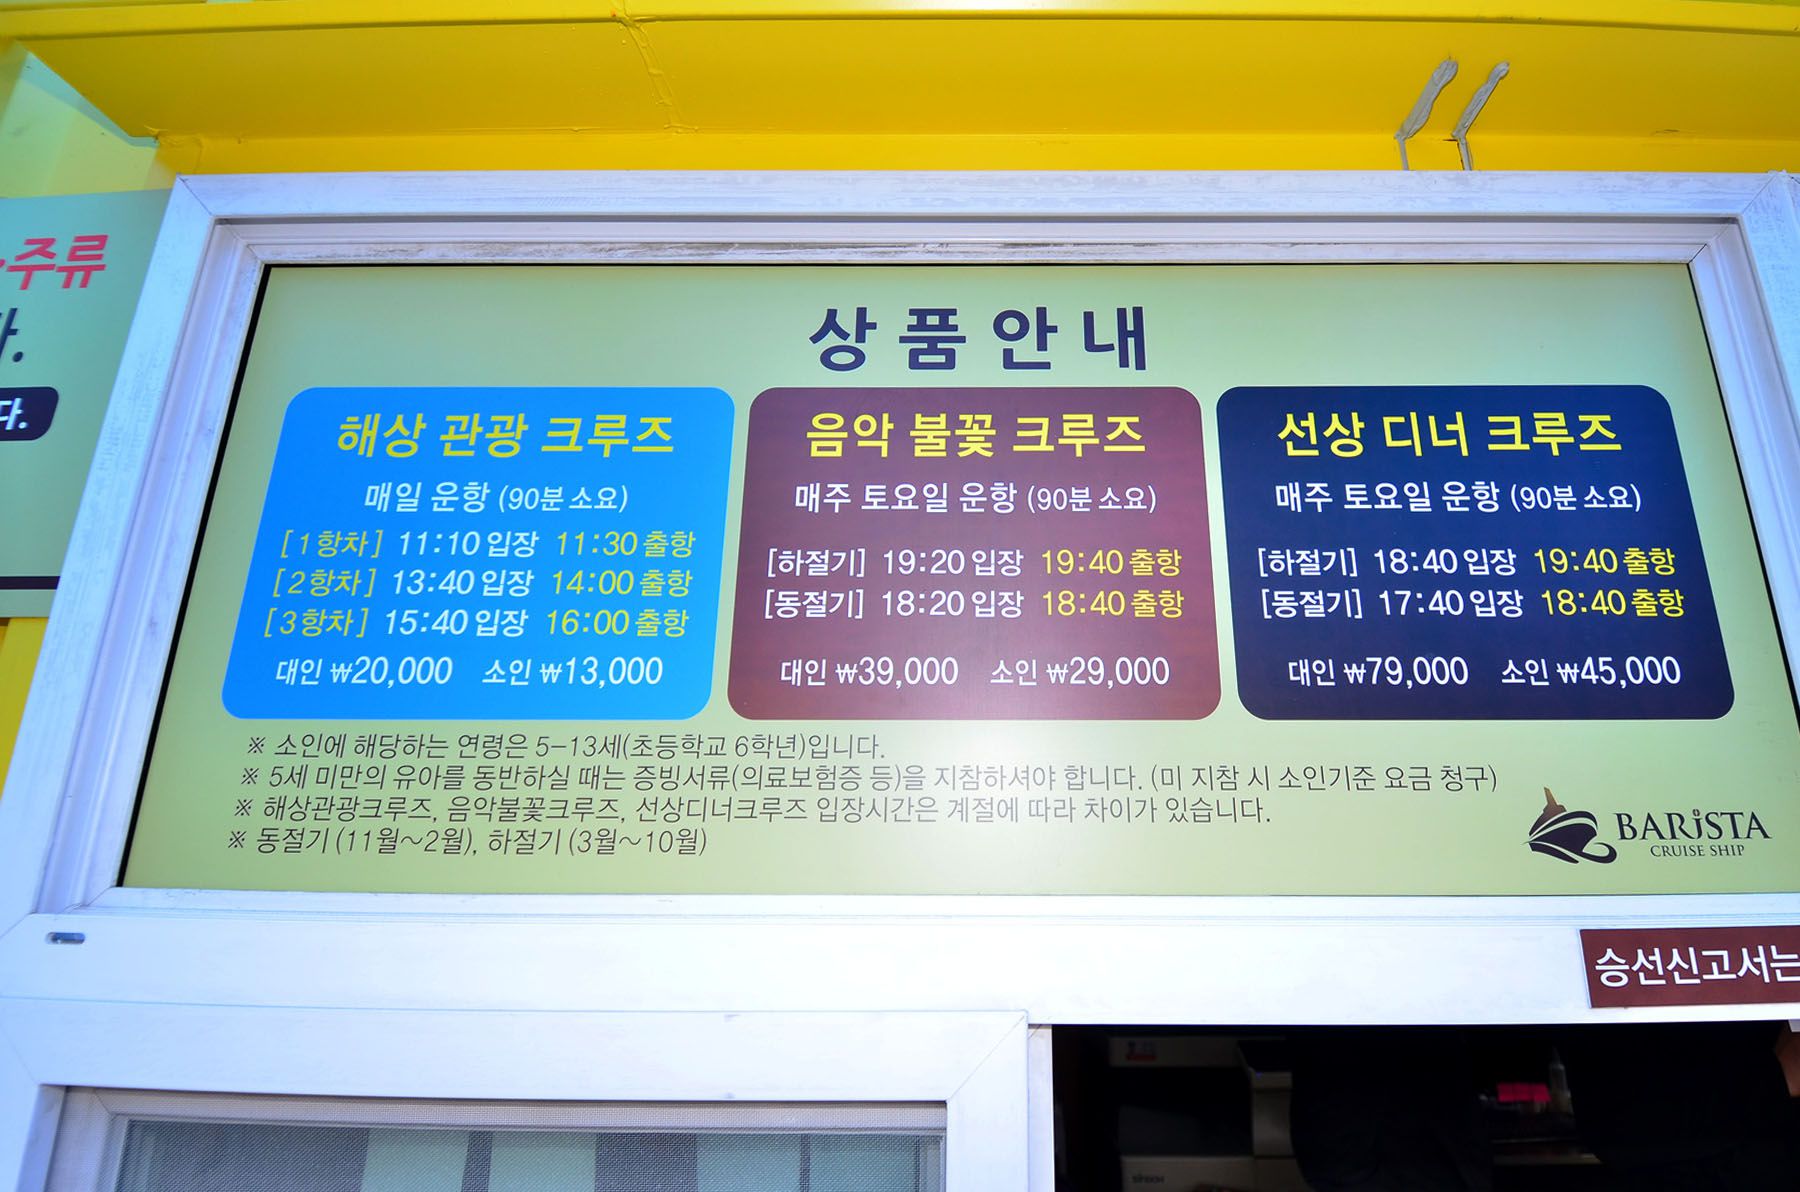 주류
다.
상품안내
해상 관광 크루즈
매일 운항 (90분 소요)
[1항차] 11:10 입장 11:30 출항
[2항차] 13:40 입장 14:00 출항
[3항차] 15:40 입장 16:00 출항
대인 ₩20,000 소인 ₩13,000
음악 불꽃 크루즈
매주 토요일 운항 (90분 소요)
[하절기] 19:20 입장 19:40 출항
[동절기] 18:20 입장 18:40 출항
대인 ₩39,000 소인 ₩29,000
선상 디너 크루즈
매주 토요일 운항 (90분 소요)
[하절기] 18:40 입장 19:40 출항
[동절기] 17:40 입장 18:40 출항
대인 ₩79,000 소인 ₩45,000
※ 소인에 해당하는 연령은 5-13세(초등학교 6학년)입니다.
※ 5세 미만의 유아를 동반하실 때는 증빙서류(의료보험증 등)을 지참하셔야 합니다. (미 지참 시 소인기준 요금 청구)
※ 해상관광크루즈, 음악불꽃크루즈, 선상디너크루즈 입장시간은 계절에 따라 차이가 있습니다.
※ 동절기 (11월~2월), 하절기 (3월~10월)
BARISTA
CRUISE SHIP
승선신고서는